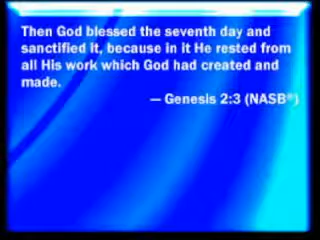 Then God blessed the seventh day and
sanctified it, because in it He rested from
all His work which God had created and
made.
— Genesis 2:3 (NASB®)